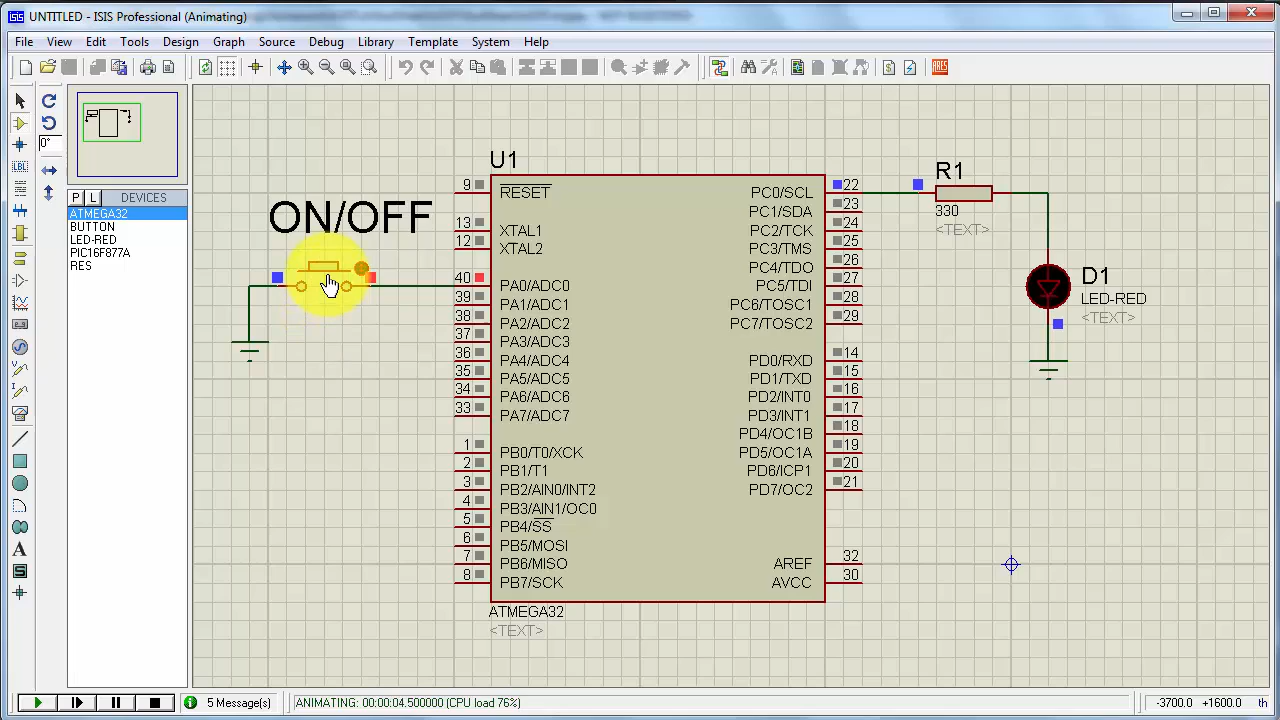 UNTITLED - ISIS Professional (Animating)
File View Edit Tools Design Graph Source Debug Library Template System Help
ARES
0°
LBL
P L DEVICES
ATMEGA32
BUTTON
LED-RED
PIC16F877A
RES
A
ON/OFF
U1
9 RESET
13 XTAL1
12 XTAL2
40 PA0/ADC0
39 PA1/ADC1
38 PA2/ADC2
37 PA3/ADC3
36 PA4/ADC4
35 PA5/ADC5
34 PA6/ADC6
33 PA7/ADC7
1 PB0/T0/XCK
2 PB1/T1
3 PB2/AIN0/INT2
4 PB3/AIN1/OC0
5 PB4/SS
6 PB5/MOSI
7 PB6/MISO
8 PB7/SCK
PC0/SCL 22
PC1/SDA 23
PC2/TCK 24
PC3/TMS 25
PC4/TDO 26
PC5/TDI 27
PC6/TOSC1 28
PC7/TOSC2 29
PD0/RXD 14
PD1/TXD 15
PD2/INT0 16
PD3/INT1 17
PD4/OC1B 18
PD5/OC1A 19
PD6/ICP1 20
PD7/OC2 21
AREF 32
AVCC 30
ATMEGA32
<TEXT>
R1
330
<TEXT>
D1
LED-RED
<TEXT>
5 Message(s) ANIMATING: 00:00:04.500000 (CPU load 76%) -3700.0 +1600.0 th